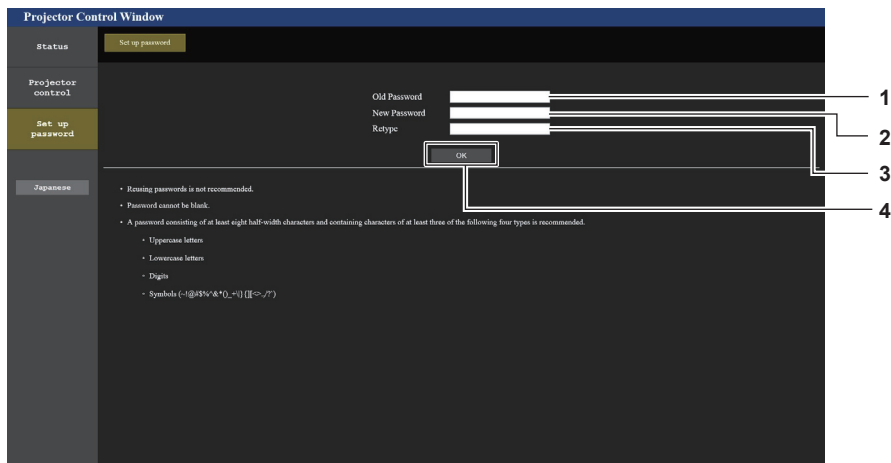 Projector Control Window
Status
Set up password
Projector
control
Set up
password
Japanese
Old Password
New Password
Retype
OK
1
2
3
4
• Reusing passwords is not recommended.
• Password cannot be blank.
• A password consisting of at least eight half-width characters and containing characters of at least three of the following four types is recommended.
• Uppercase letters
• Lowercase letters
• Digits
• Symbols (~!@#$%^&*()_+\|}{][<>.,/?`)